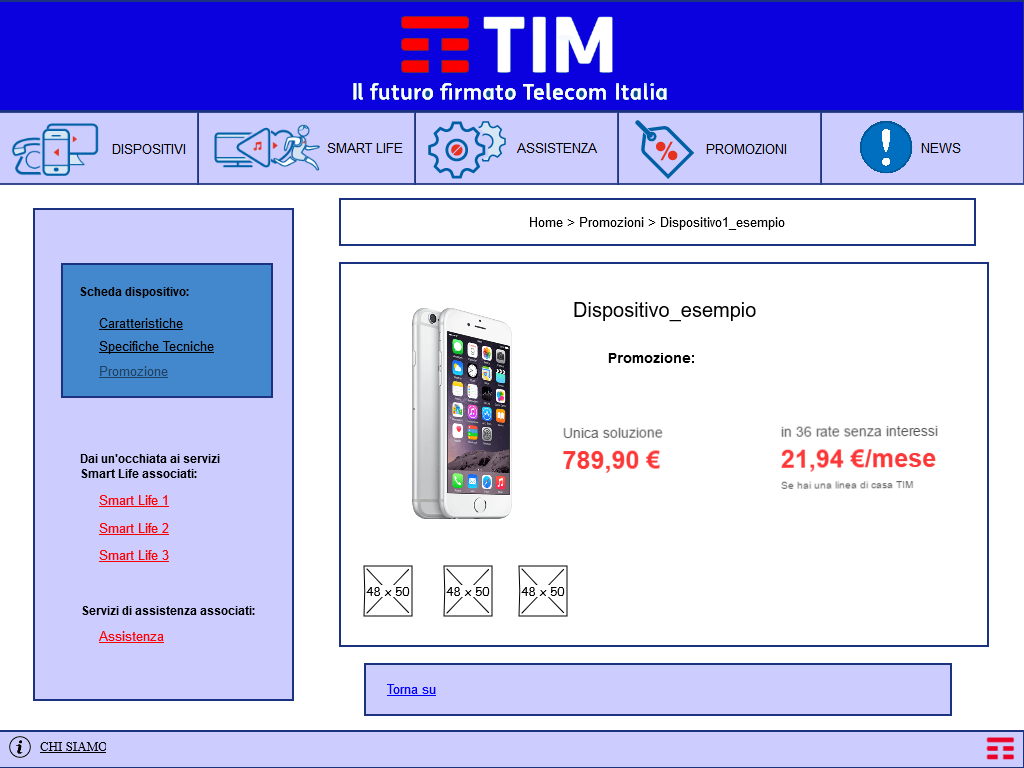 TIM
Il futuro firmato Telecom Italia
DISPOSITIVI
SMART LIFE
ASSISTENZA
PROMOZIONI
NEWS
Home > Promozioni > Dispositivo1_esempio
Scheda dispositivo:
Caratteristiche
Specifiche Tecniche
Promozione
Dai un'occhiata ai servizi
Smart Life associati:
Smart Life 1
Smart Life 2
Smart Life 3
Servizi di assistenza associati:
Assistenza
Dispositivo_esempio
Promozione:
Unica soluzione
789,90 €
in 36 rate senza interessi
21,94 €/mese
Se hai una linea di casa TIM
48 x 50
48 x 50
48 x 50
Torna su
CHI SIAMO